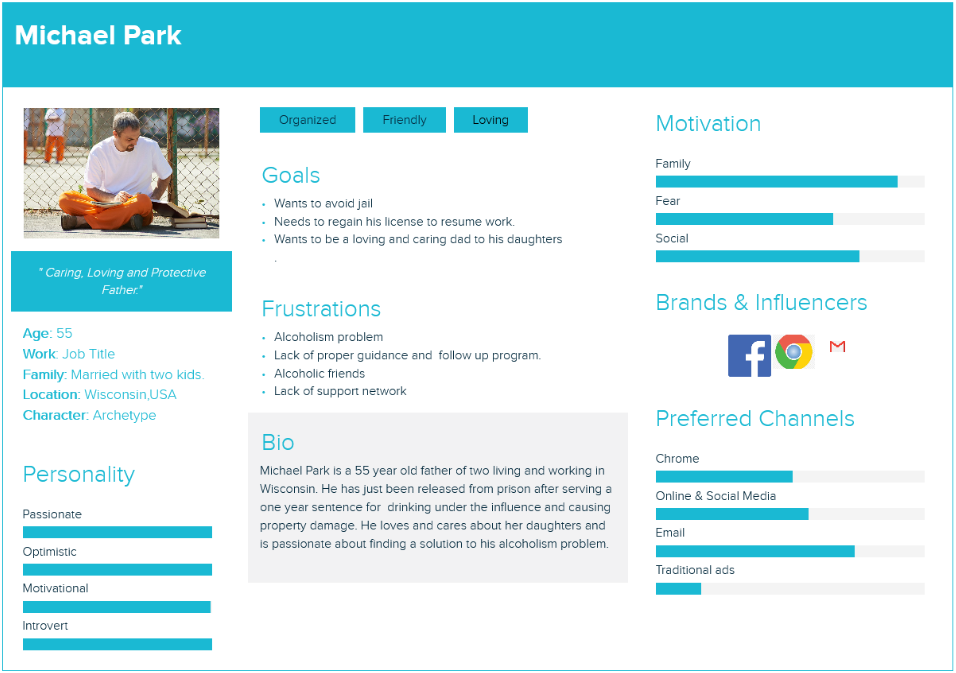 Michael Park
" Caring, Loving and Protective
Father."
Age: 55
Work: Job Title
Family: Married with two kids.
Location: Wisconsin,USA
Character: Archetype
Personality
Passionate
Optimistic
Motivational
Introvert
Organized
Friendly
Loving
Goals
• Wants to avoid jail
• Needs to regain his license to resume work.
• Wants to be a loving and caring dad to his daughters
.
Frustrations
• Alcoholism problem
• Lack of proper guidance and follow up program.
• Alcoholic friends
• Lack of support network
Bio
Michael Park is a 55 year old father of two living and working in
Wisconsin. He has just been released from prison after serving a
one year sentence for drinking under the influence and causing
property damage. He loves and cares about her daughters and
is passionate about finding a solution to his alcoholism problem.
Motivation
Family
Fear
Social
Brands & Influencers
Preferred Channels
Chrome
Online & Social Media
Email
Traditional ads